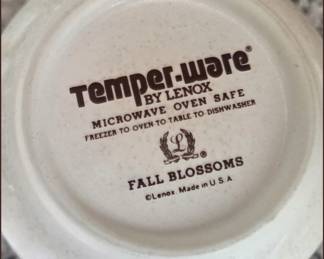 Temper-ware®
BY LENOX
MICROWAVE OVEN SAFE
FREEZER TO OVEN TO TABLE TO DISHWASHER
L ®
FALL BLOSSOMS
©Lenox. Made in U.S.A.